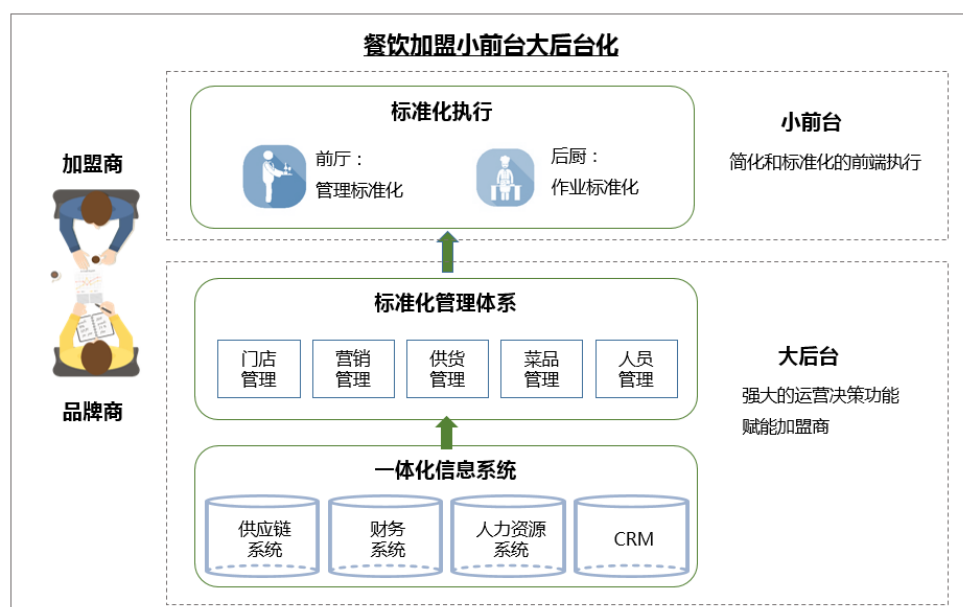 餐饮加盟小前台大后台化
标准化执行
前厅：
管理标准化
后厨：
作业标准化
小前台
简化和标准化的前端执行
加盟商
品牌商
标准化管理体系
门店
管理
营销
管理
供货
管理
菜品
管理
人员
管理
大后台
强大的运营决策功能
赋能加盟商
一体化信息系统
供应链
系统
财务
系统
人力资源
系统
CRM